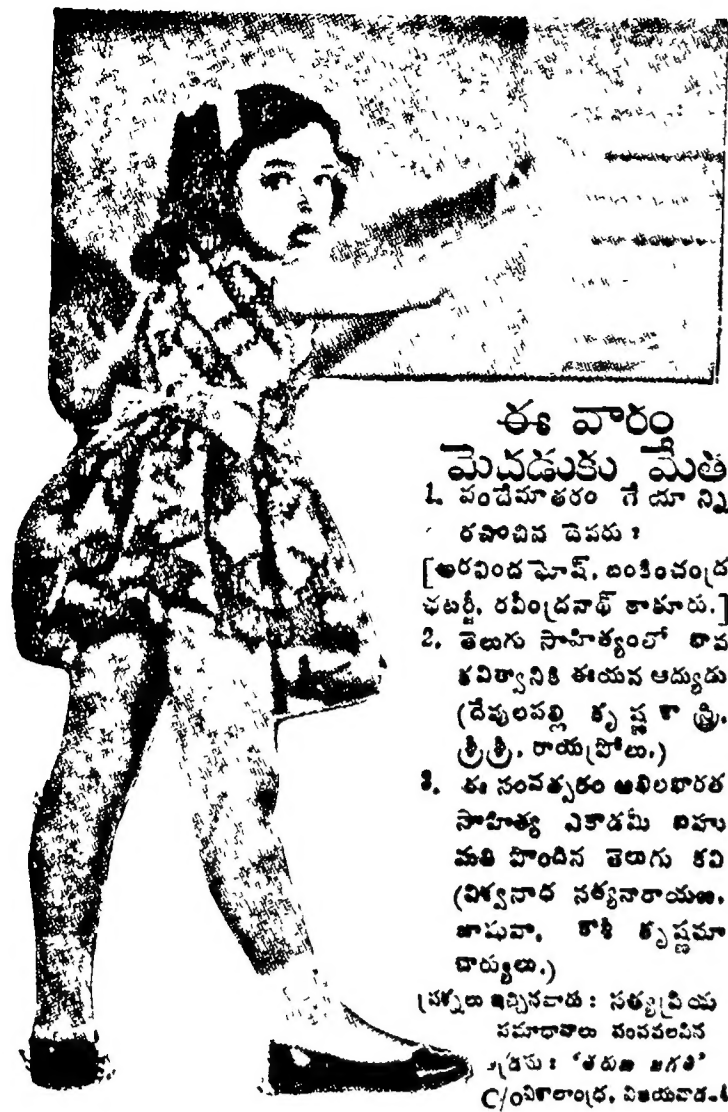 ఈ వారం
మెదడుకు మేత
1. వందేమాతరం గేయాన్ని
రచించిన దెవరు :
[అరవింద ఘోష్, బంకించంద్ర
ఛటర్జీ, రవీంద్రనాథ్ ఠాకూరు.]
2. తెలుగు సాహిత్యంలో భావ
కవిత్వానికి ఈయన ఆద్యుడు
(దేవులపల్లి కృష్ణ శాస్త్రి,
శ్రీశ్రీ, రాయప్రోలు.)
3. ఈ సంవత్సరం అఖిలభారత
సాహిత్య ఎకాడమీ బహు
మతి పొందిన తెలుగు కవి
(విశ్వనాధ సత్యనారాయణ,
జాషువా, కాశీ కృష్ణమా
చార్యులు.)
ప్రశ్నలు ఇచ్చినవారు : సత్యప్రియ
సమాధానాలు పంపవలసిన
'తరుణ జగతి'
C/o విశాలాంధ్ర, విజయవాడ-